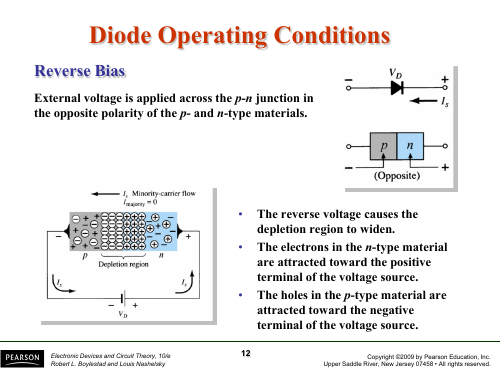 Diode Operating Conditions
Reverse Bias
External voltage is applied across the p-n junction in
the opposite polarity of the p- and n-type materials.
– V_D +
I_s
p n
– +
(Opposite)
I_s Minority-carrier flow
I_majority = 0
– +
p n
Depletion region
I_s I_s
– +
V_D
• The reverse voltage causes the
depletion region to widen.
• The electrons in the n-type material
are attracted toward the positive
terminal of the voltage source.
• The holes in the p-type material are
attracted toward the negative
terminal of the voltage source.
PEARSON
Electronic Devices and Circuit Theory, 10/e
Robert L. Boylestad and Louis Nashelsky
12
Copyright ©2009 by Pearson Education, Inc.
Upper Saddle River, New Jersey 07458 • All rights reserved.